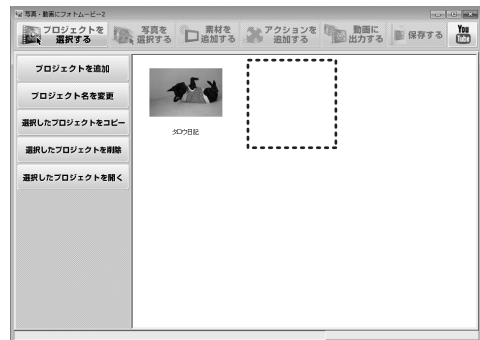 写真・動画にフォトムービー2
プロジェクトを
選択する
写真を
選択する
素材を
追加する
アクションを
追加する
動画に
出力する
保存する
You
Tube
プロジェクトを追加
プロジェクト名を変更
選択したプロジェクトをコピー
選択したプロジェクトを削除
選択したプロジェクトを開く
タロウ日記